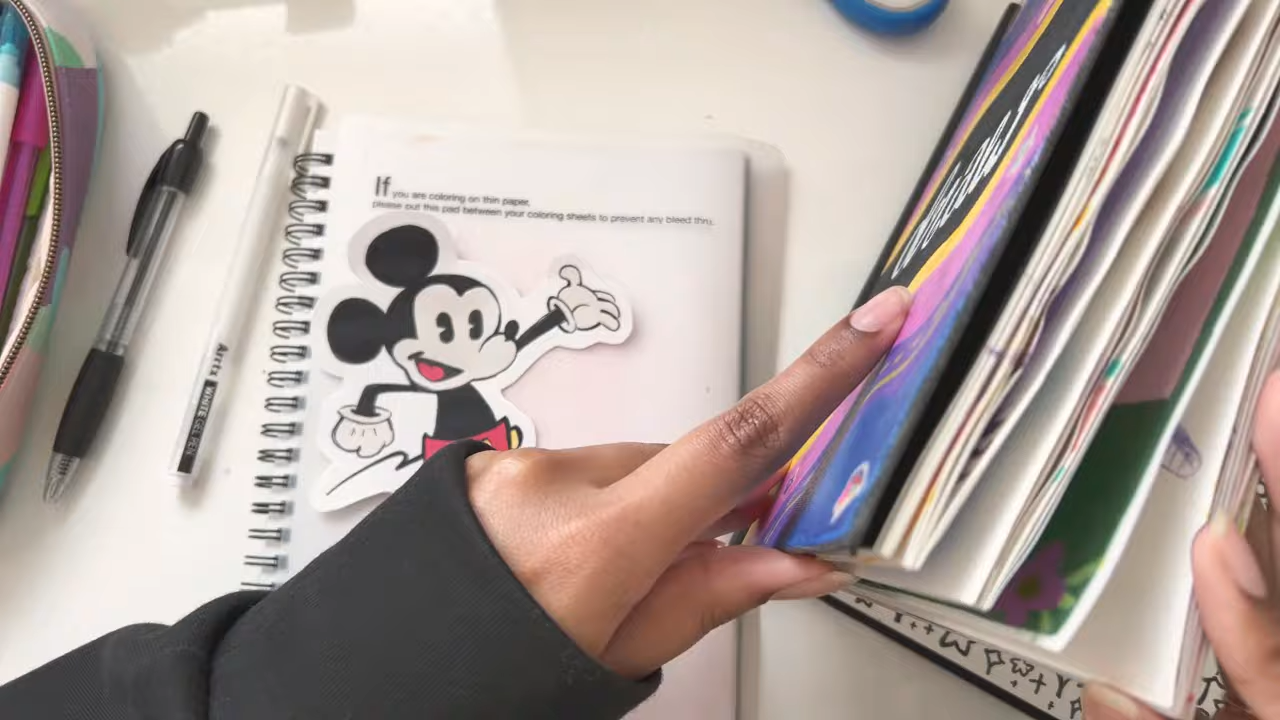 If you are coloring on thin paper,
please put this pad between your coloring sheets to prevent any bleed thru.
Arrtx WHITE GEL PEN